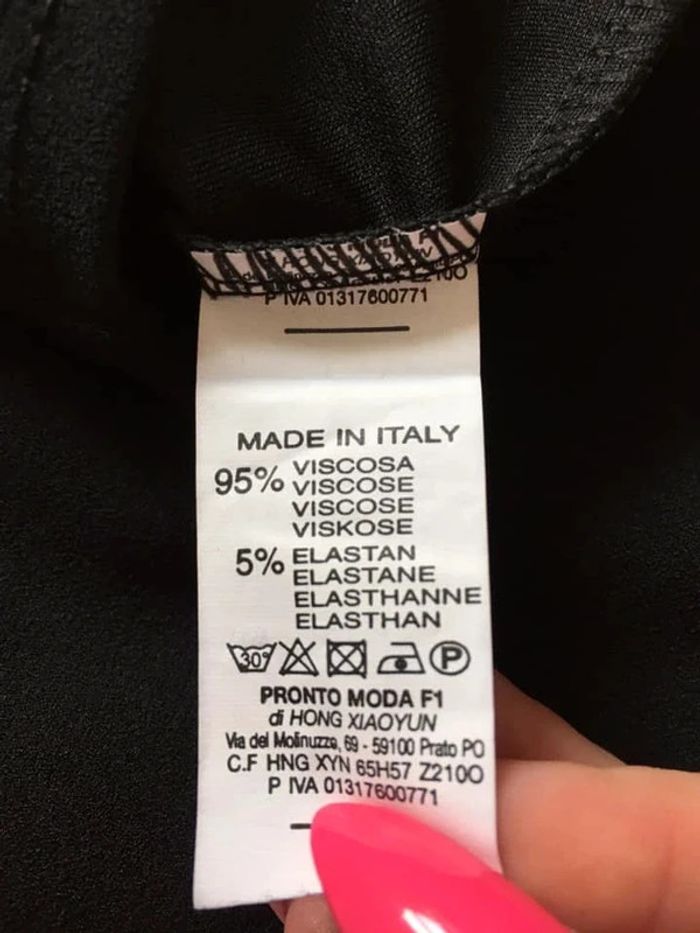 Z2100
P IVA 01317600771
MADE IN ITALY
95% VISCOSA
VISCOSE
VISCOSE
VISKOSE
5% ELASTAN
ELASTANE
ELASTHANNE
ELASTHAN
30° P
PRONTO MODA F1
di HONG XIAOYUN
Via del Molinuzzo, 69 - 59100 Prato PO
C.F HNG XYN 65H57 Z210O
P IVA 01317600771